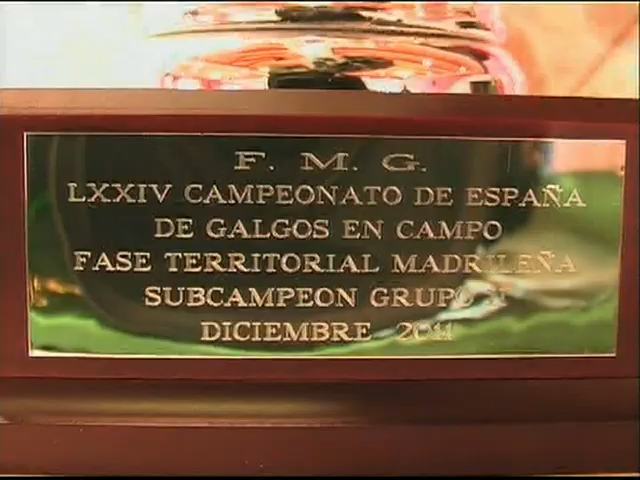 F. M. G.
LXXIV CAMPEONATO DE ESPAÑA
DE GALGOS EN CAMPO
FASE TERRITORIAL MADRILEÑA
SUBCAMPEON GRUPO
DICIEMBRE 2011